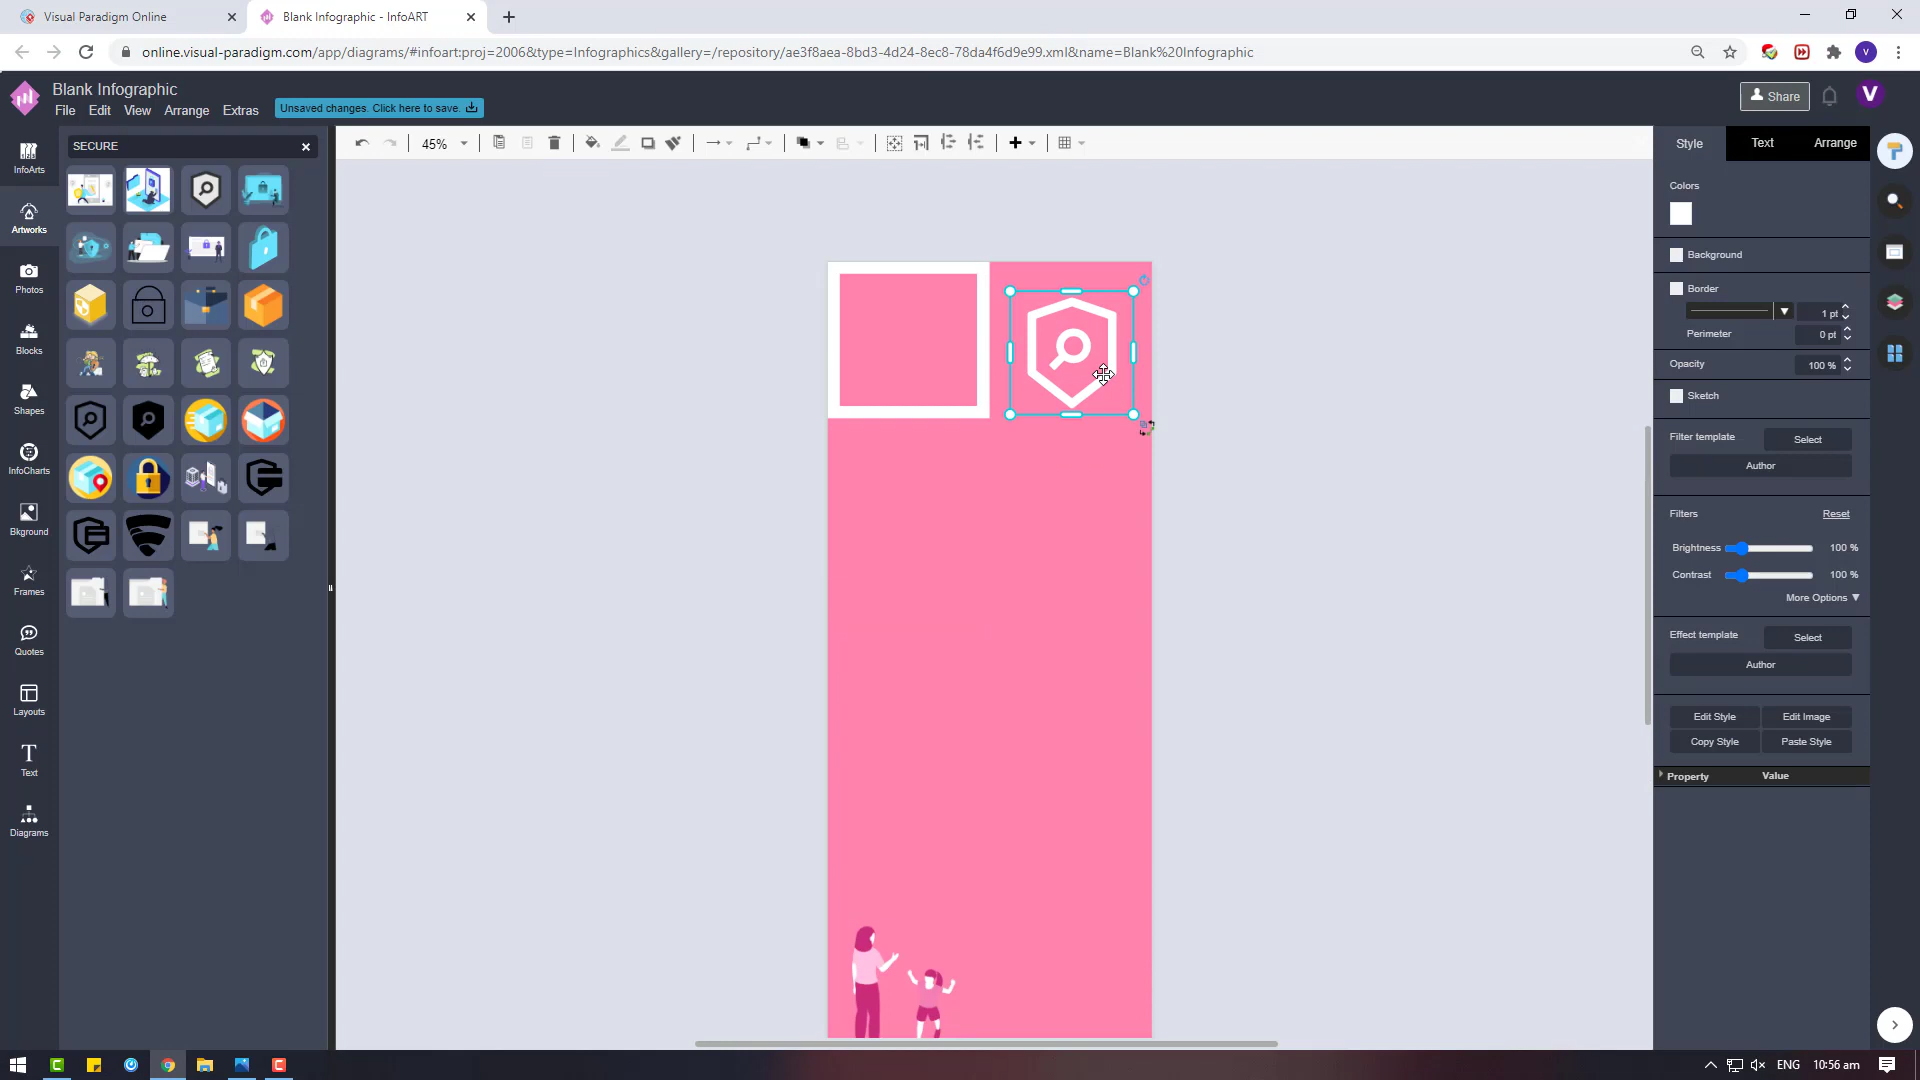 Visual Paradigm Online
Blank Infographic - InfoART
online.visual-paradigm.com/app/diagrams/#infoart:proj=2006&type=Infographics&gallery=/repository/ae3f8aea-8bd3-4d24-8ec8-78da4f6d9e99.xml&name=Blank%20Infographic
V
Blank Infographic
File Edit View Arrange Extras
Unsaved changes. Click here to save.
Share
V
InfoArts
Artworks
Photos
Blocks
Shapes
InfoCharts
Bkground
Frames
Quotes
Layouts
T
Text
Diagrams
SECURE
45%
Style Text Arrange
Colors
Background
Border
1 pt
Perimeter 0 pt
Opacity 100 %
Sketch
Filter template Select
Author
Filters Reset
Brightness 100 %
Contrast 100 %
More Options ▼
Effect template Select
Author
Edit Style Edit Image
Copy Style Paste Style
Property Value
ENG 10:56 am